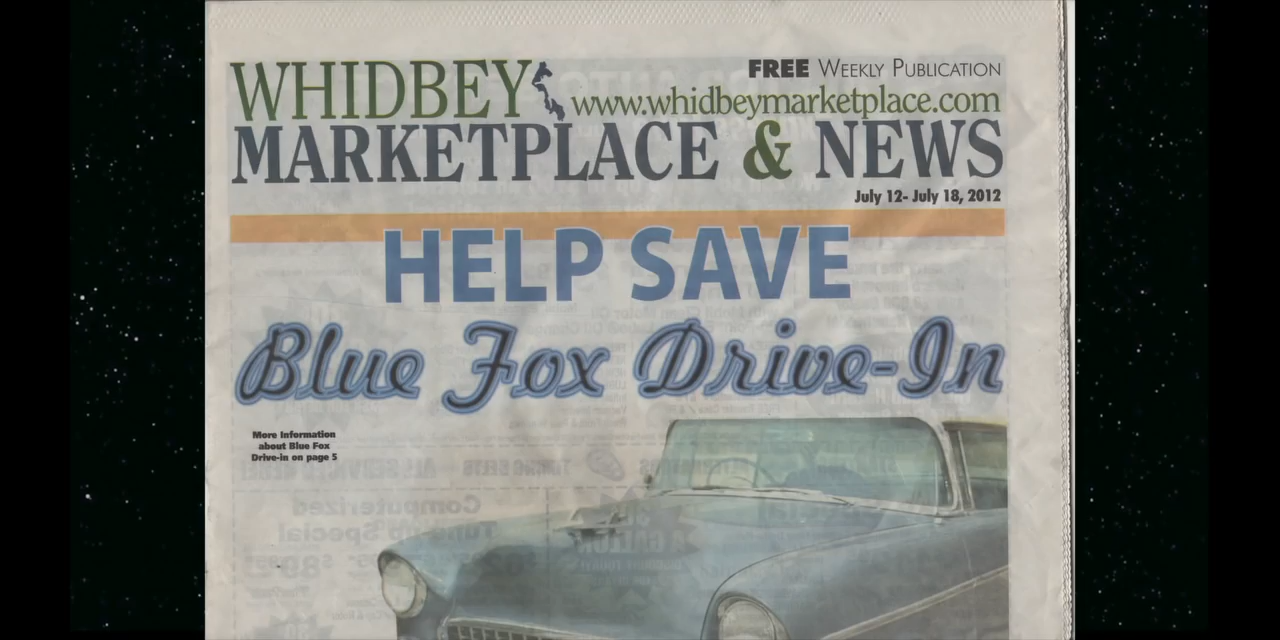 WHIDBEY
FREE WEEKLY PUBLICATION
www.whidbeymarketplace.com
MARKETPLACE & NEWS
July 12- July 18, 2012
HELP SAVE
Blue Fox Drive-In
More Information
about Blue Fox
Drive-in on page 5